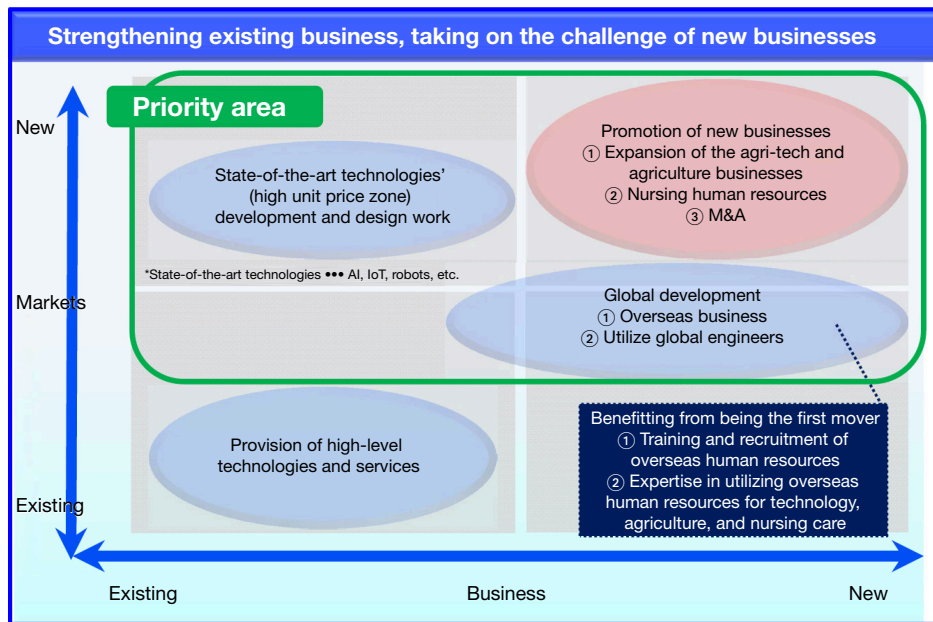 Strengthening existing business, taking on the challenge of new businesses
Priority area
New
Markets
Existing
State-of-the-art technologies’
(high unit price zone)
development and design work
*State-of-the-art technologies ••• AI, IoT, robots, etc.
Promotion of new businesses
① Expansion of the agri-tech and
agriculture businesses
② Nursing human resources
③ M&A
Global development
① Overseas business
② Utilize global engineers
Provision of high-level
technologies and services
Benefitting from being the first mover
① Training and recruitment of
overseas human resources
② Expertise in utilizing overseas
human resources for technology,
agriculture, and nursing care
Existing
Business
New